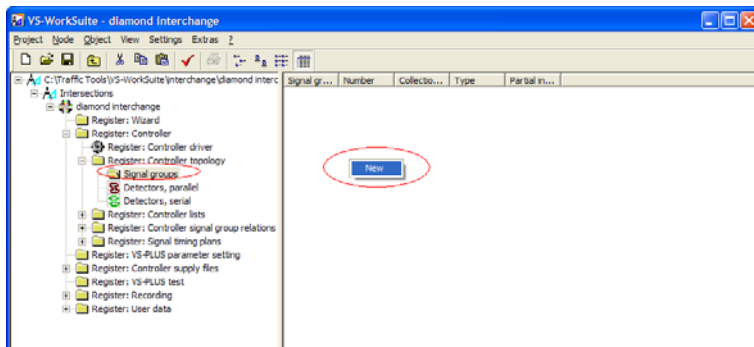 VS-WorkSuite - diamond interchange
Project Node Object View Settings Extras ?
C:\Traffic Tools\VS-WorkSuite\interchange\diamond interc
Signal gr... Number Collectio... Type Partial in...
Intersections
diamond interchange
Register: Wizard
Register: Controller
Register: Controller driver
Register: Controller topology
Signal groups
New
Detectors, parallel
Detectors, serial
Register: Controller lists
Register: Controller signal group relations
Register: Signal timing plans
Register: VS-PLUS parameter setting
Register: Controller supply files
Register: VS-PLUS test
Register: Recording
Register: User data